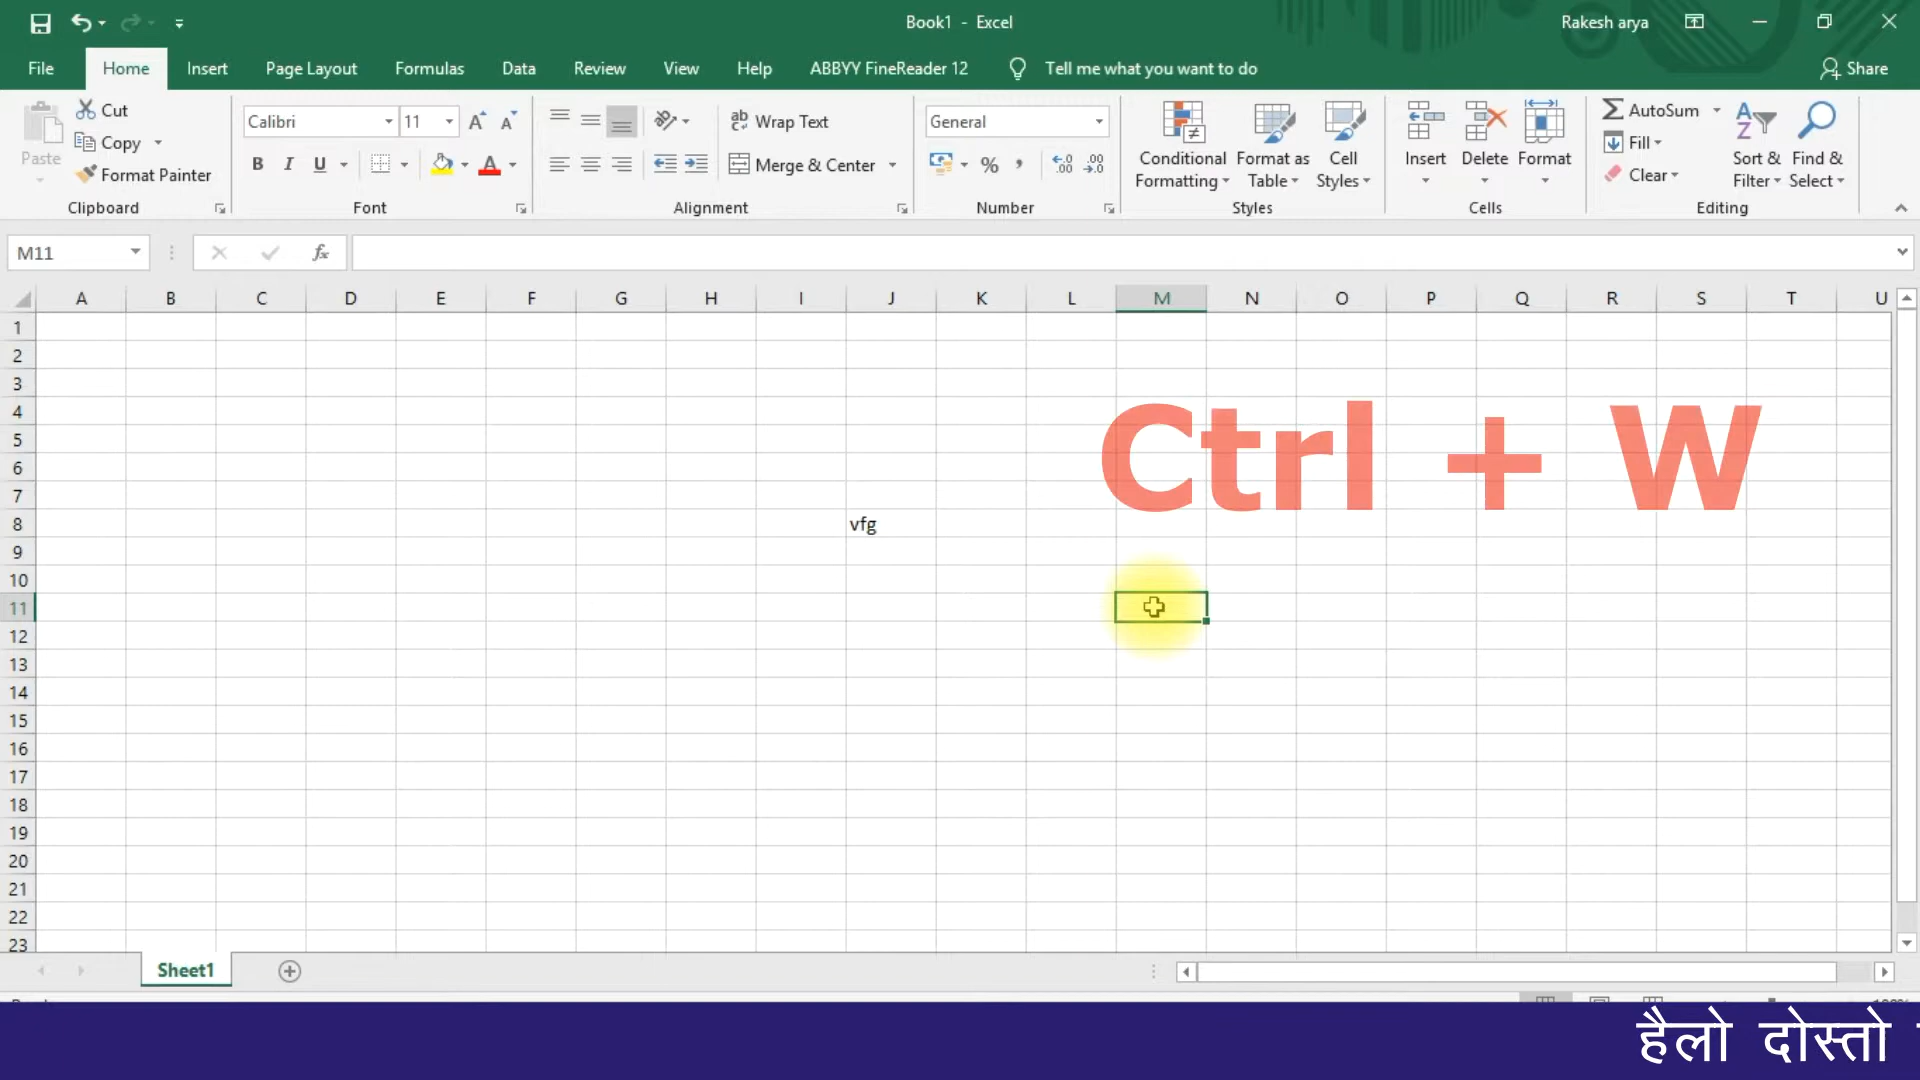 Book1 - Excel
Rakesh arya
File Home Insert Page Layout Formulas Data Review View Help ABBYY FineReader 12 Tell me what you want to do Share
Paste
Cut
Copy
Format Painter
Clipboard
Calibri 11
B I U A
Font
Wrap Text
Merge & Center
Alignment
General
% ,
Number
Conditional Formatting
Format as Table
Cell Styles
Styles
Insert Delete Format
Cells
AutoSum
Fill
Clear
Sort & Filter
Find & Select
Editing
M11 fx
A B C D E F G H I J K L M N O P Q R S T U
1
2
3
4
5
6
7
8 vfg
9
10
11
12
13
14
15
16
17
18
19
20
21
22
23
Ctrl + W
Sheet1
हैलो दोस्तो